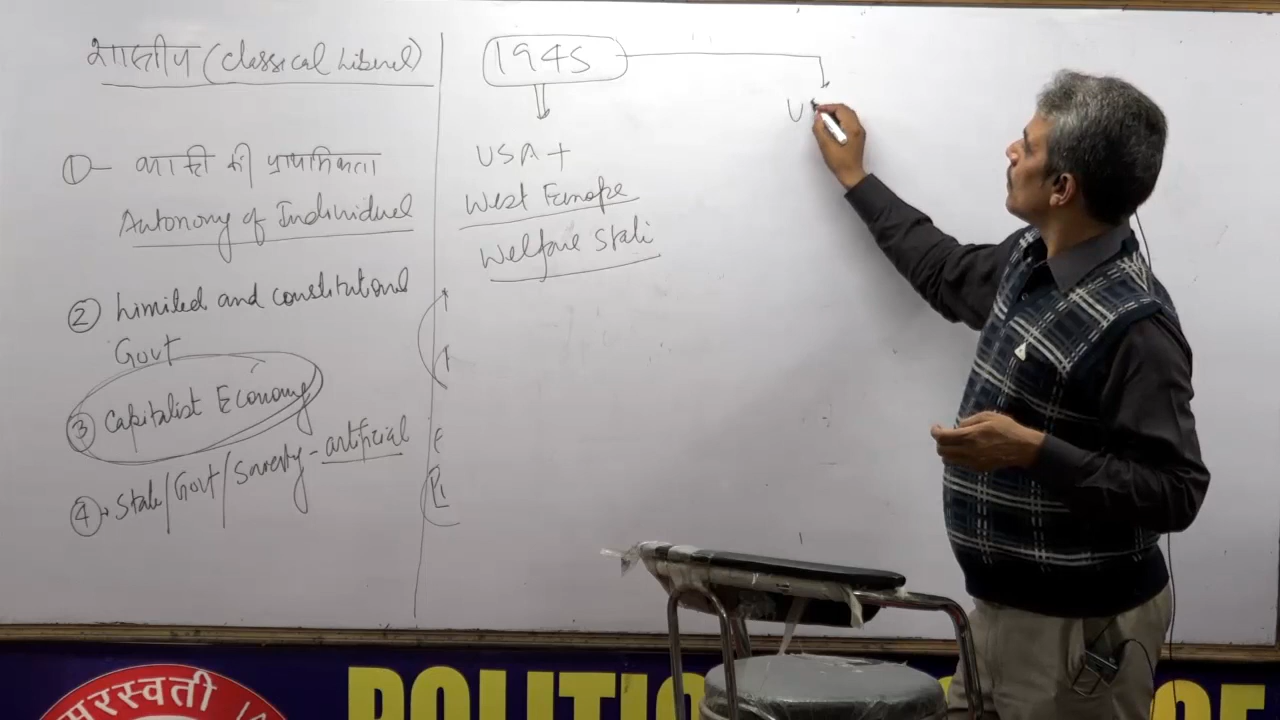 शास्त्रीय (Classical Liberal)
①- व्यक्ति की प्राथमिकता
Autonomy of Individual
② Limited and constitutional
Govt
③ Capitalist Economy
④ State/Govt/Society - artificial
1945
USA +
West Europe
Welfare State
U
सरस्वती
POLITIC